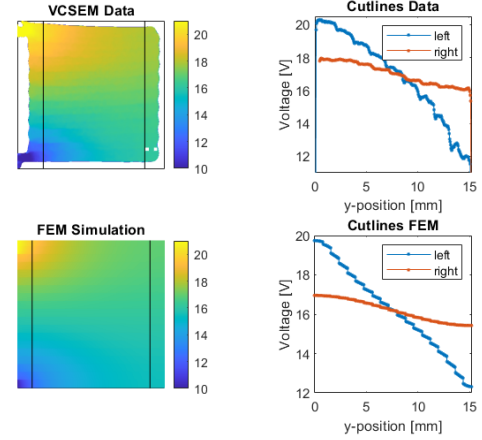 VCSEM Data
20
18
16
14
12
10
Cutlines Data
Voltage [V]
20
18
16
14
12
left
right
0
5
10
15
y-position [mm]
FEM Simulation
20
18
16
14
12
10
Cutlines FEM
Voltage [V]
20
18
16
14
12
left
right
0
5
10
15
y-position [mm]